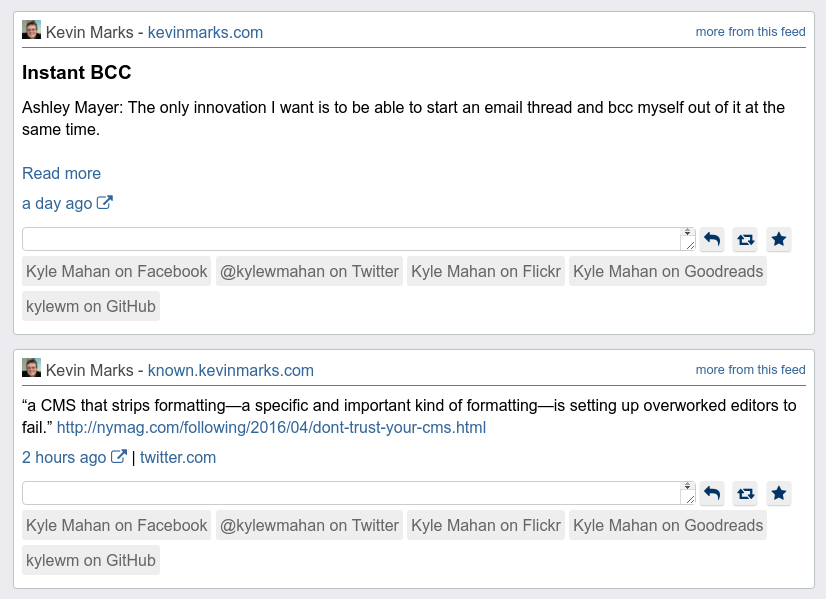 Kevin Marks - kevinmarks.com more from this feed
Instant BCC
Ashley Mayer: The only innovation I want is to be able to start an email thread and bcc myself out of it at the
same time.
Read more
a day ago
Kyle Mahan on Facebook @kylewmahan on Twitter Kyle Mahan on Flickr Kyle Mahan on Goodreads
kylewm on GitHub
Kevin Marks - known.kevinmarks.com more from this feed
“a CMS that strips formatting—a specific and important kind of formatting—is setting up overworked editors to
fail.” http://nymag.com/following/2016/04/dont-trust-your-cms.html
2 hours ago | twitter.com
Kyle Mahan on Facebook @kylewmahan on Twitter Kyle Mahan on Flickr Kyle Mahan on Goodreads
kylewm on GitHub